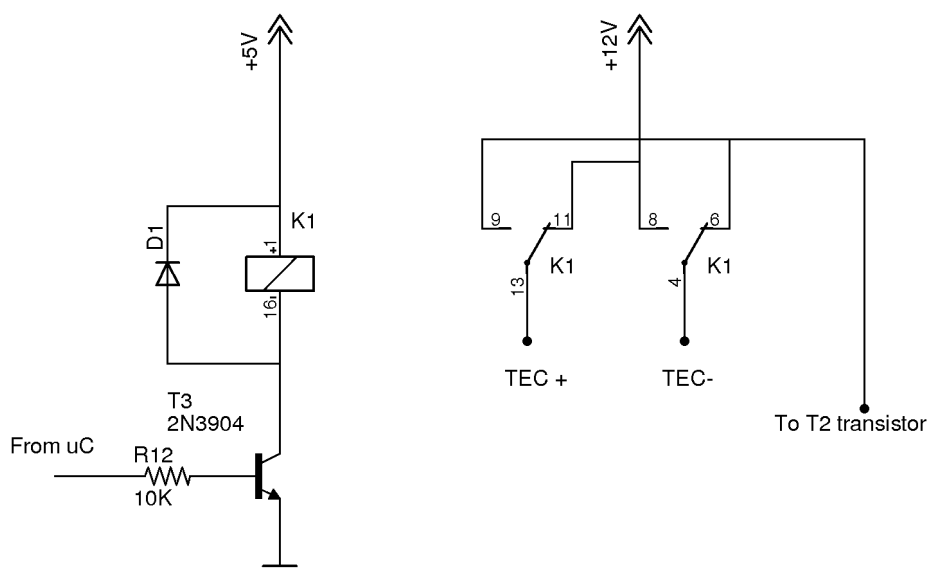 +5V
+12V
D1
K1
+1
16-
9
11
8
6
K1
K1
13
4
TEC +
TEC-
T3
2N3904
To T2 transistor
From uC
R12
10K